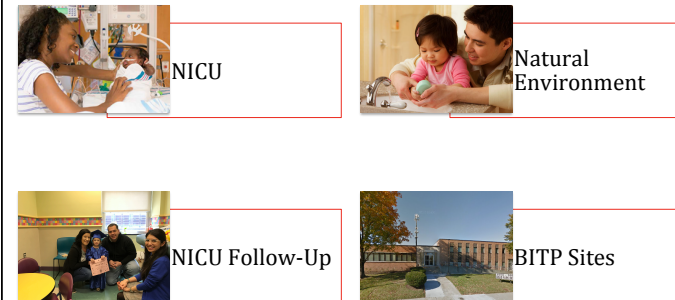 NICU
Natural
Environment
NICU Follow-Up
BITP Sites